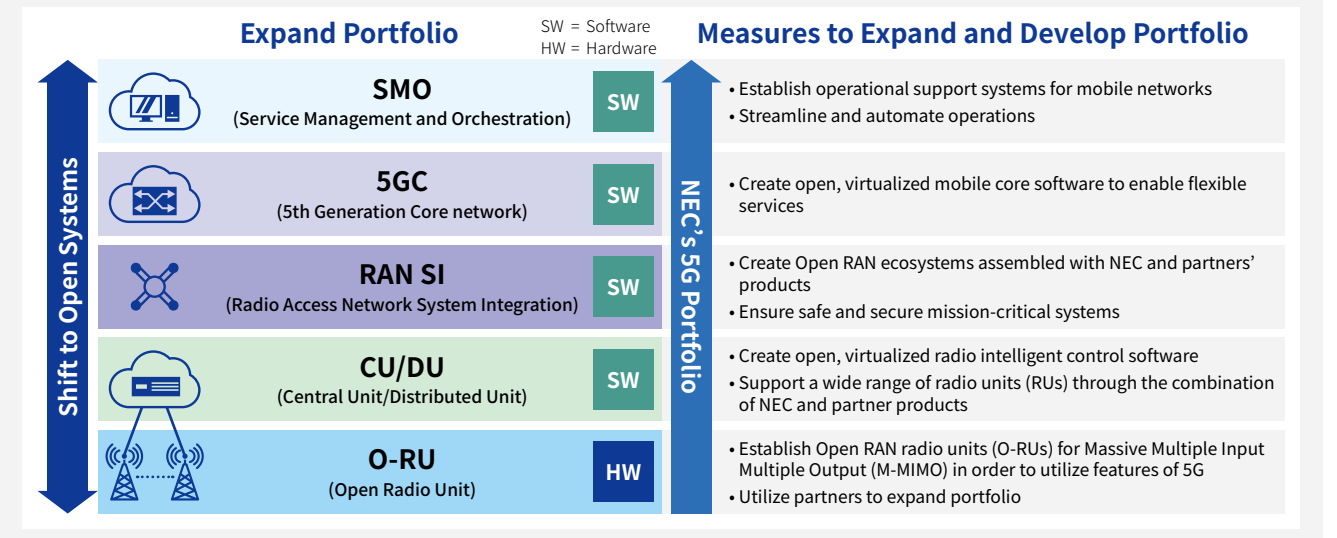 Expand Portfolio
SW = Software
HW = Hardware
Measures to Expand and Develop Portfolio
Shift to Open Systems
NEC’s 5G Portfolio
SMO
(Service Management and Orchestration)
SW
• Establish operational support systems for mobile networks
• Streamline and automate operations
5GC
(5th Generation Core network)
SW
• Create open, virtualized mobile core software to enable flexible
services
RAN SI
(Radio Access Network System Integration)
SW
• Create Open RAN ecosystems assembled with NEC and partners’
products
• Ensure safe and secure mission-critical systems
CU/DU
(Central Unit/Distributed Unit)
SW
• Create open, virtualized radio intelligent control software
• Support a wide range of radio units (RUs) through the combination
of NEC and partner products
O-RU
(Open Radio Unit)
HW
• Establish Open RAN radio units (O-RUs) for Massive Multiple Input
Multiple Output (M-MIMO) in order to utilize features of 5G
• Utilize partners to expand portfolio